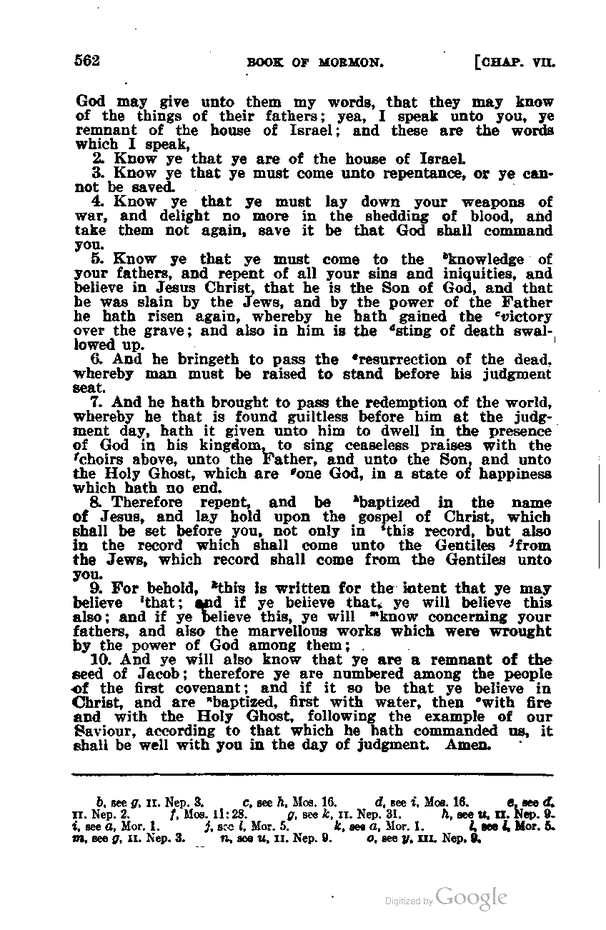 562 BOOK OF MORMON. [CHAP. VII.
God may give unto them my words, that they may know
of the things of their fathers; yea, I speak unto you, ye
remnant of the house of Israel; and these are the words
which I speak,
2. Know ye that ye are of the house of Israel.
3. Know ye that ye must come unto repentance, or ye can-
not be saved.
4. Know ye that ye must lay down your weapons of
war, and delight no more in the shedding of blood, and
take them not again, save it be that God shall command
you.
5. Know ye that ye must come to the ᵇknowledge of
your fathers, and repent of all your sins and iniquities, and
believe in Jesus Christ, that he is the Son of God, and that
he was slain by the Jews, and by the power of the Father
he hath risen again, whereby he hath gained the ᶜvictory
over the grave; and also in him is the ᵈsting of death swal-
lowed up.
6. And he bringeth to pass the ᵉresurrection of the dead,
whereby man must be raised to stand before his judgment
seat.
7. And he hath brought to pass the redemption of the world,
whereby he that is found guiltless before him at the judg-
ment day, hath it given unto him to dwell in the presence
of God in his kingdom, to sing ceaseless praises with the
ᶠchoirs above, unto the Father, and unto the Son, and unto
the Holy Ghost, which are ᵍone God, in a state of happiness
which hath no end.
8. Therefore repent, and be ʰbaptized in the name
of Jesus, and lay hold upon the gospel of Christ, which
shall be set before you, not only in ⁱthis record, but also
in the record which shall come unto the Gentiles ʲfrom
the Jews, which record shall come from the Gentiles unto
you.
9. For behold, ᵏthis is written for the intent that ye may
believe ˡthat; and if ye believe that, ye will believe this
also; and if ye believe this, ye will ᵐknow concerning your
fathers, and also the marvellous works which were wrought
by the power of God among them;
10. And ye will also know that ye are a remnant of the
seed of Jacob; therefore ye are numbered among the people
of the first covenant; and if it so be that ye believe in
Christ, and are ⁿbaptized, first with water, then ᵒwith fire
and with the Holy Ghost, following the example of our
Saviour, according to that which he hath commanded us, it
shall be well with you in the day of judgment. Amen.
b, see g, II. Nep. 3. c, see h, Mos. 16. d, see i, Mos. 16. e, see d,
II. Nep. 2. f, Mos. 11:28. g, see k, II. Nep. 31. h, see u, II. Nep. 9.
i, see a, Mor. 1. j, see l, Mor. 5. k, see a, Mor. 1. l, see l, Mor. 5.
m, see g, II. Nep. 3. n, see u, II. Nep. 9. o, see y, III. Nep. 9.
Digitized by Google